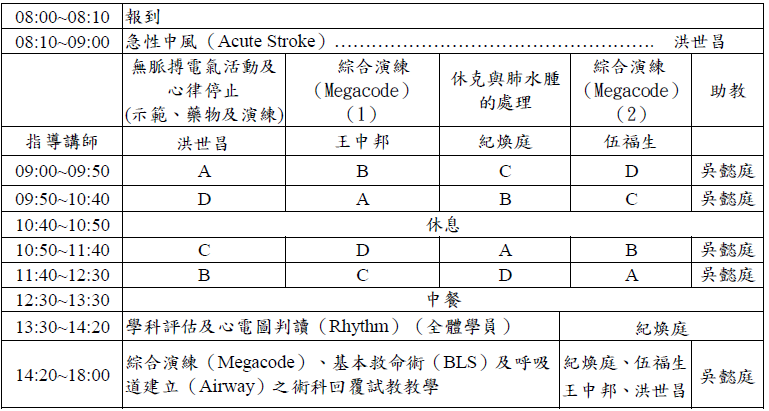 08:00~08:10 報到
08:10~09:00 急性中風（Acute Stroke）……………………………………………… 洪世昌
無脈搏電氣活動及 綜合演練 休克與肺水腫 綜合演練 助教
心律停止 （Megacode） 的處理 （Megacode）
(示範、藥物及演練) （1） （2）
指導講師 洪世昌 王中邦 紀煥庭 伍福生
09:00~09:50 A B C D 吳懿庭
09:50~10:40 D A B C 吳懿庭
10:40~10:50 休息
10:50~11:40 C D A B 吳懿庭
11:40~12:30 B C D A 吳懿庭
12:30~13:30 中餐
13:30~14:20 學科評估及心電圖判讀（Rhythm）（全體學員） 紀煥庭
14:20~18:00 綜合演練（Megacode）、基本救命術（BLS）及呼吸 紀煥庭、伍福生 吳懿庭
道建立（Airway）之術科回覆試教教學 王中邦、洪世昌